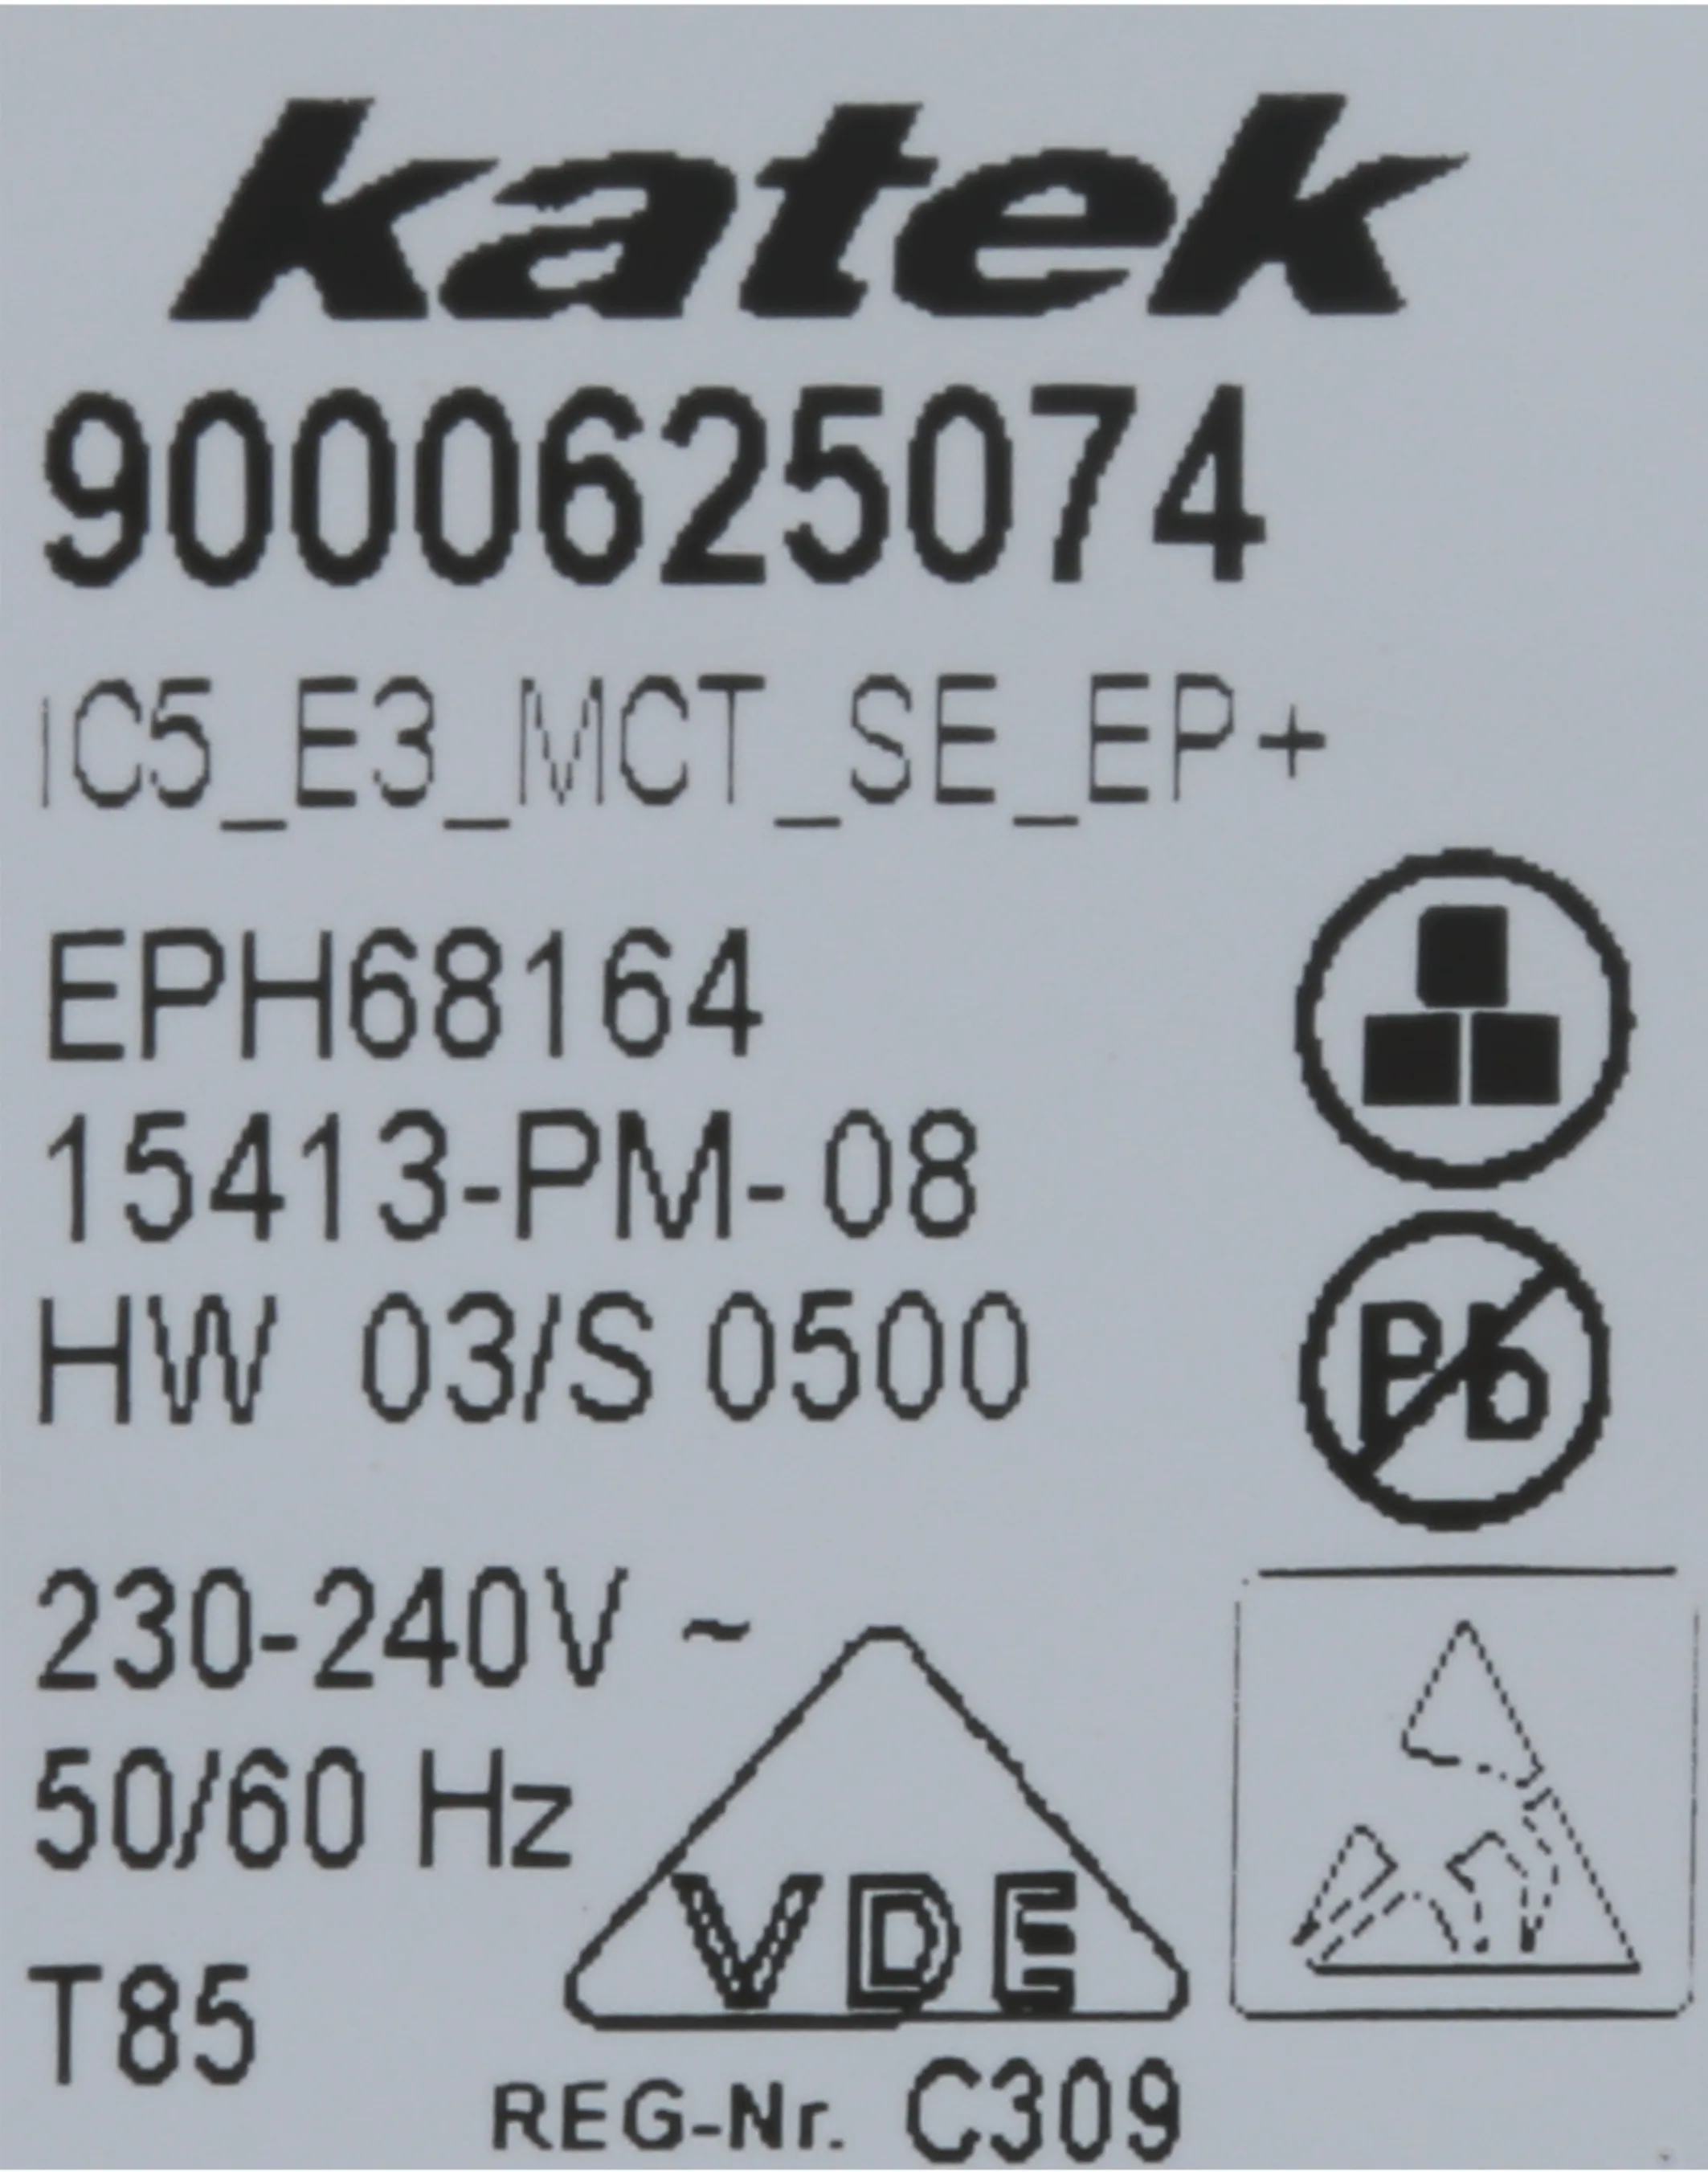 katek
9000625074
IC5_E3_MCT_SE_EP+
EPH68164
15413-PM-08
HW 03/S 0500
Pb
230-240V ~
50/60 Hz
VDE
T85
REG-Nr. C309